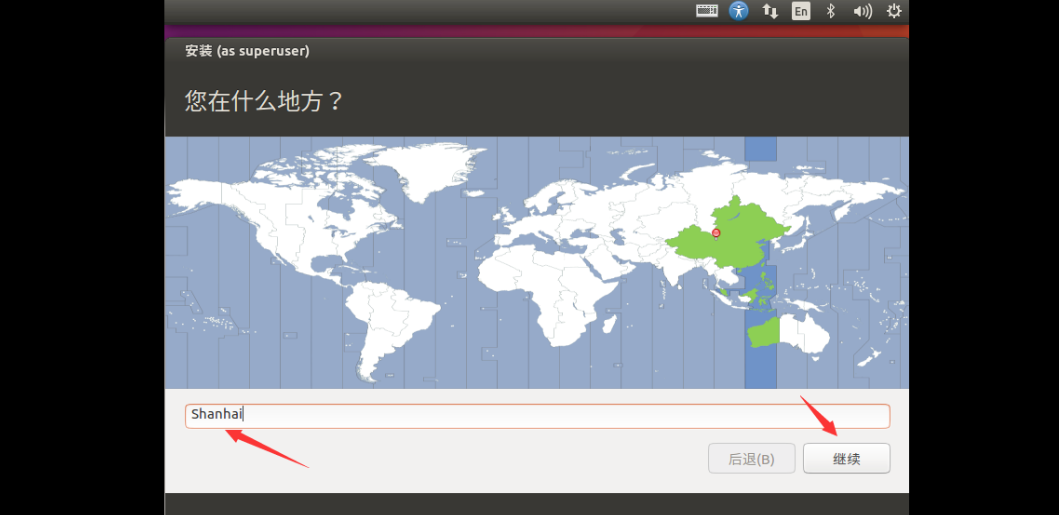 En
安装 (as superuser)
您在什么地方？
Shanhai
后退(B)
继续